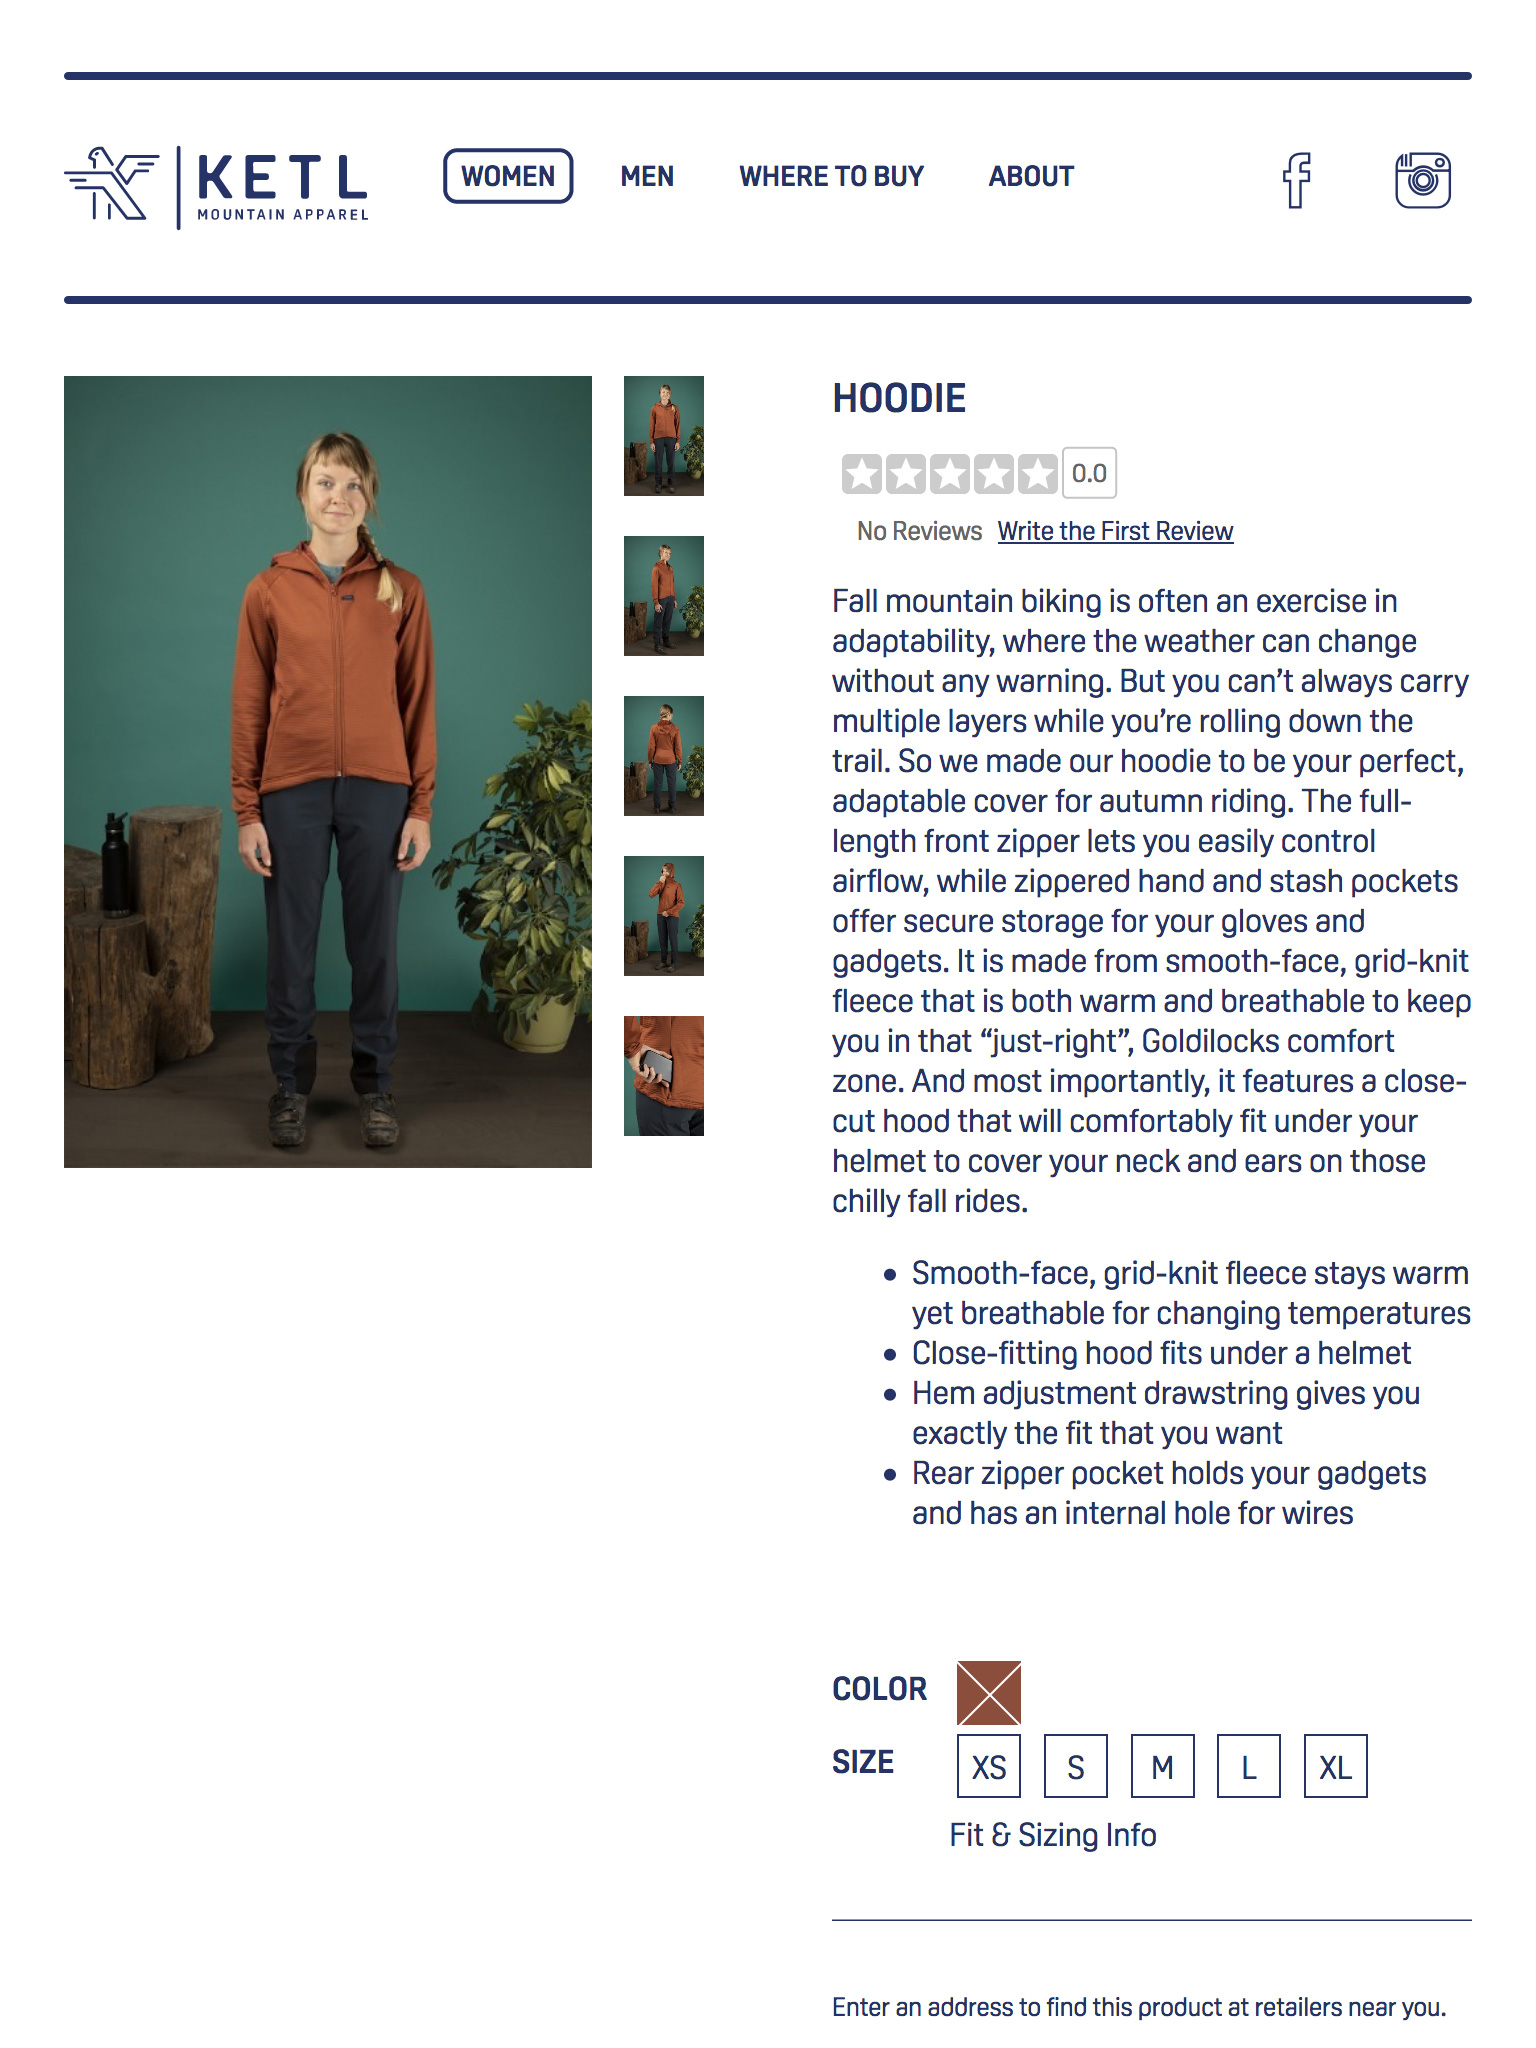 KETL
MOUNTAIN APPAREL
WOMEN
MEN
WHERE TO BUY
ABOUT
HOODIE
0.0
No Reviews Write the First Review
Fall mountain biking is often an exercise in
adaptability, where the weather can change
without any warning. But you can’t always carry
multiple layers while you’re rolling down the
trail. So we made our hoodie to be your perfect,
adaptable cover for autumn riding. The full-
length front zipper lets you easily control
airflow, while zippered hand and stash pockets
offer secure storage for your gloves and
gadgets. It is made from smooth-face, grid-knit
fleece that is both warm and breathable to keep
you in that “just-right”, Goldilocks comfort
zone. And most importantly, it features a close-
cut hood that will comfortably fit under your
helmet to cover your neck and ears on those
chilly fall rides.
Smooth-face, grid-knit fleece stays warm
yet breathable for changing temperatures
Close-fitting hood fits under a helmet
Hem adjustment drawstring gives you
exactly the fit that you want
Rear zipper pocket holds your gadgets
and has an internal hole for wires
COLOR
SIZE
XS
S
M
L
XL
Fit & Sizing Info
Enter an address to find this product at retailers near you.